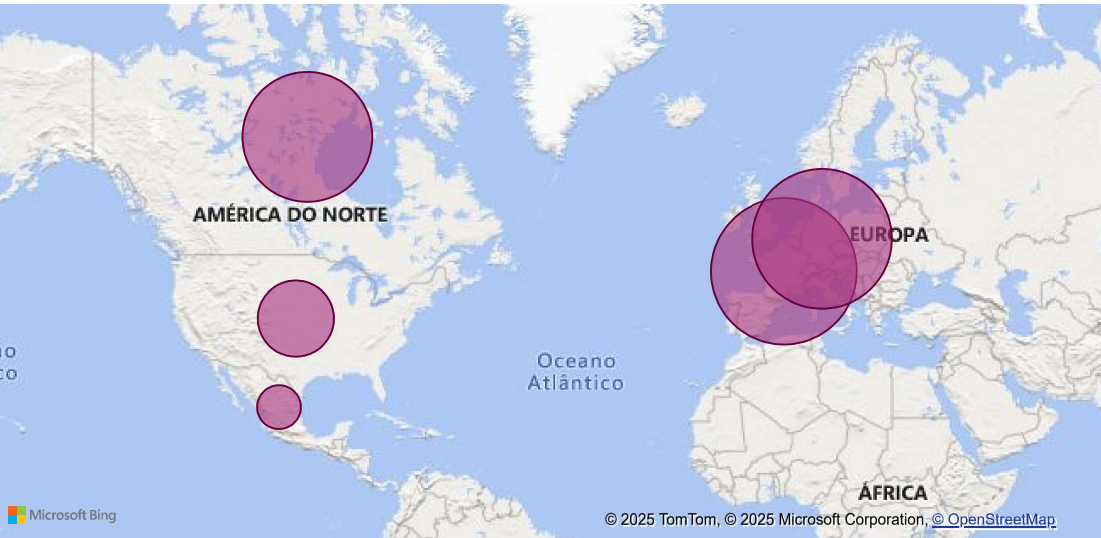 AMÉRICA DO NORTE
EUROPA
Oceano
Atlântico
ÁFRICA
Microsoft Bing
© 2025 TomTom, © 2025 Microsoft Corporation, © OpenStreetMap